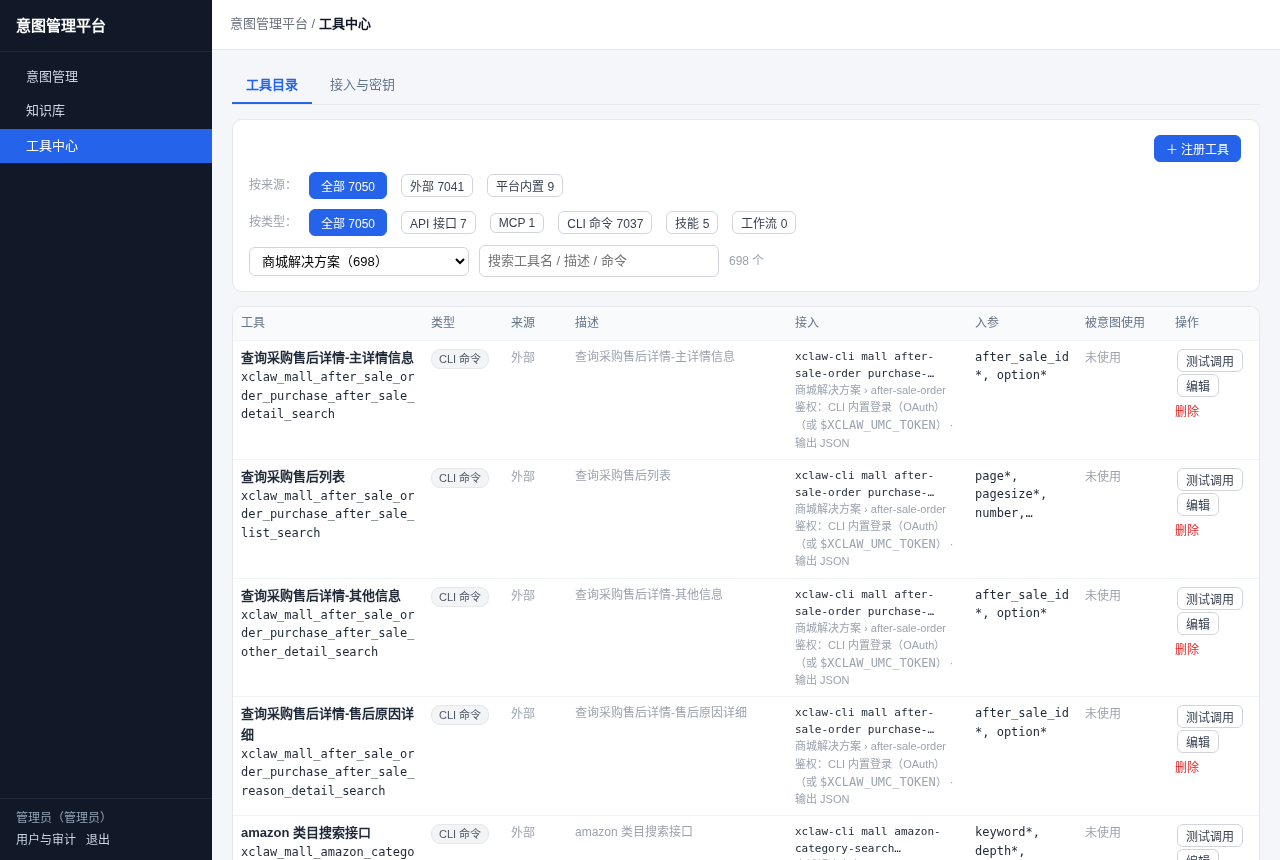 意图管理平台
意图管理
知识库
工具中心
管理员（管理员）
用户与审计 退出
意图管理平台 / 工具中心
工具目录 接入与密钥
＋ 注册工具
按来源： 全部 7050 外部 7041 平台内置 9
按类型： 全部 7050 API 接口 7 MCP 1 CLI 命令 7037 技能 5 工作流 0
商城解决方案（698） 搜索工具名 / 描述 / 命令 698 个
工具 类型 来源 描述 接入 入参 被意图使用 操作
查询采购售后详情-主详情信息
xclaw_mall_after_sale_or
der_purchase_after_sale_
detail_search
CLI 命令
外部
查询采购售后详情-主详情信息
xclaw-cli mall after-
sale-order purchase-…
商城解决方案 › after-sale-order
鉴权：CLI 内置登录（OAuth）
（或 $XCLAW_UMC_TOKEN） ·
输出 JSON
after_sale_id
*, option*
未使用
测试调用
编辑
删除
查询采购售后列表
xclaw_mall_after_sale_or
der_purchase_after_sale_
list_search
CLI 命令
外部
查询采购售后列表
xclaw-cli mall after-
sale-order purchase-…
商城解决方案 › after-sale-order
鉴权：CLI 内置登录（OAuth）
（或 $XCLAW_UMC_TOKEN） ·
输出 JSON
page*,
pagesize*,
number,…
未使用
测试调用
编辑
删除
查询采购售后详情-其他信息
xclaw_mall_after_sale_or
der_purchase_after_sale_
other_detail_search
CLI 命令
外部
查询采购售后详情-其他信息
xclaw-cli mall after-
sale-order purchase-…
商城解决方案 › after-sale-order
鉴权：CLI 内置登录（OAuth）
（或 $XCLAW_UMC_TOKEN） ·
输出 JSON
after_sale_id
*, option*
未使用
测试调用
编辑
删除
查询采购售后详情-售后原因详
细
xclaw_mall_after_sale_or
der_purchase_after_sale_
reason_detail_search
CLI 命令
外部
查询采购售后详情-售后原因详细
xclaw-cli mall after-
sale-order purchase-…
商城解决方案 › after-sale-order
鉴权：CLI 内置登录（OAuth）
（或 $XCLAW_UMC_TOKEN） ·
输出 JSON
after_sale_id
*, option*
未使用
测试调用
编辑
删除
amazon 类目搜索接口
xclaw_mall_amazon_catego
CLI 命令
外部
amazon 类目搜索接口
xclaw-cli mall amazon-
category-search…
keyword*,
depth*,
未使用
测试调用